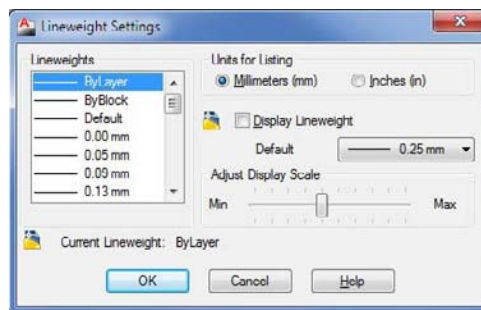 Lineweight Settings
Lineweights
ByLayer
ByBlock
Default
0.00 mm
0.05 mm
0.09 mm
0.13 mm
Units for Listing
Millimeters (mm)
Inches (in)
Display Lineweight
Default
0.25 mm
Adjust Display Scale
Min
Max
Current Lineweight: ByLayer
OK
Cancel
Help